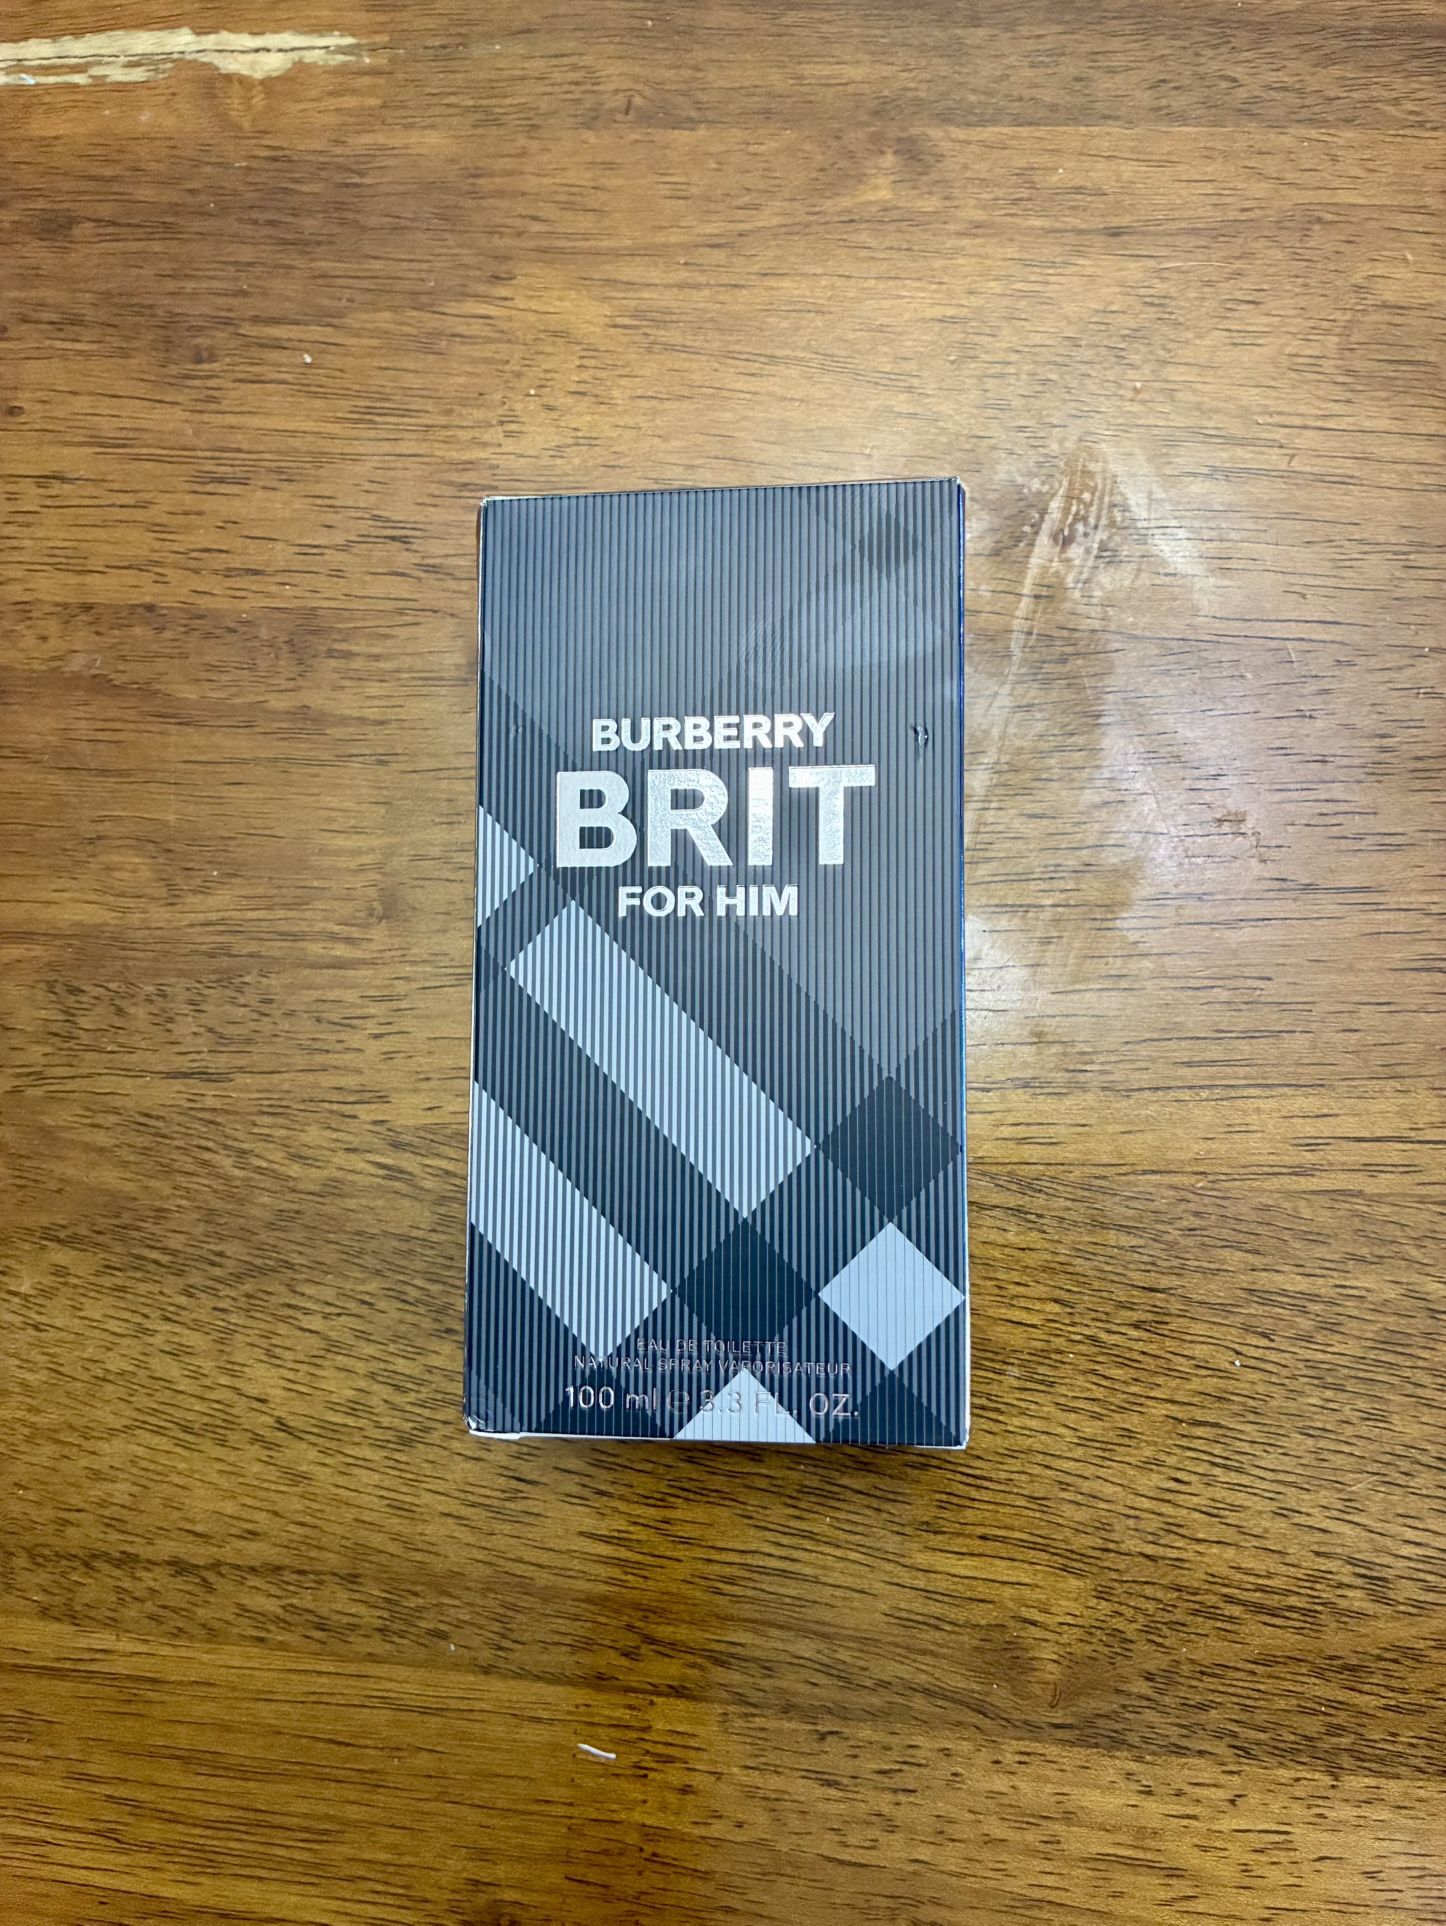 BURBERRY
BRIT
FOR HIM
EAU DE TOILETTE
NATURAL SPRAY VAPORISATEUR
100 ml ℮ 3.3 FL. OZ.